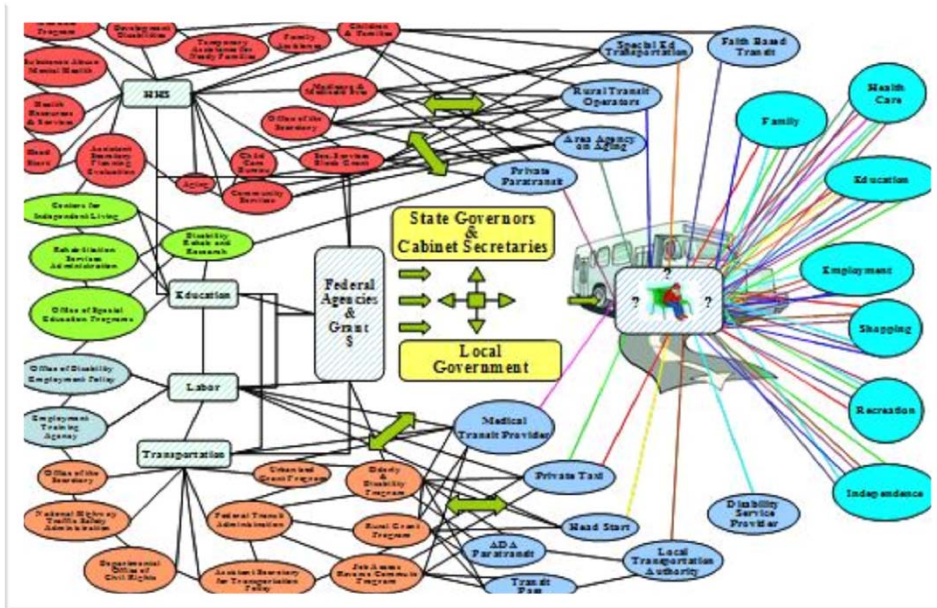 Program
Development
Disabilities
Temporary
Assistance for
Needy Families
Family
Assistance
Children
& Families
Substance Abuse
Mental Health
HHS
Medicare &
Office of the
Secretary
Health
Resources
& Services
Head
Start
Assistant
Secretary
Planning
Evaluation
Aging
Child
Care
Bureau
Community
Services
Block Grant
Special Ed
Transportation
Faith Based
Transit
Rural Transit
Operators
Area Agency
on Aging
Private
Paratransit
Family
Health
Care
Education
Employment
Shopping
Recreation
Independence
Centers for
Independent Living
Disability
Rehab and
Research
Rehabilitation
Services
Administration
Education
Office of Special
Education Programs
State Governors
&
Cabinet Secretaries
Federal
Agencies
&
Grant
$
Local
Government
?
? ?
Office of Disability
Employment Policy
Labor
Employment
Training
Agency
Transportation
Office of the
Secretary
Urbanized
Grant Program
Elderly
&
Disability
Program
National Highway
Traffic Safety
Administration
Federal Transit
Administration
Rural Grant
Program
Departmental
Office of
Civil Rights
Assistant Secretary
for Transportation
Policy
Job Access
Reverse Commute
Program
Medical
Transit Provider
Private Taxi
Head Start
ADA
Paratransit
Transit
Pass
Local
Transportation
Authority
Disability
Service
Provider